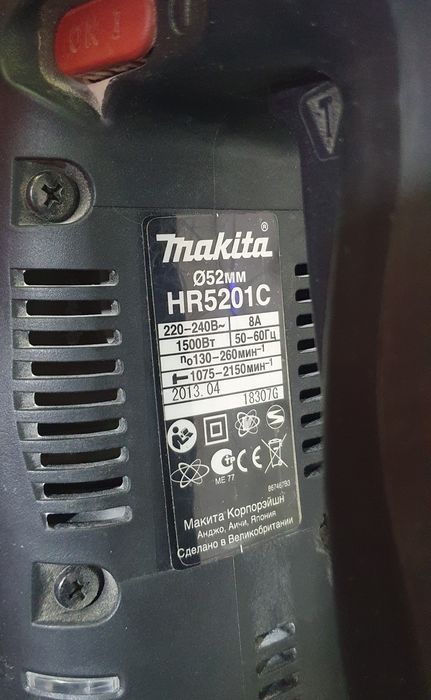 makita®
Ø52мм
HR5201C
220–240В~ 8А
1500Вт 50–60Гц
n₀130–260мин⁻¹
1075–2150мин⁻¹
2013.04 18307G
СЕ
ME 77
Макита Корпорэйшн
Анджо, Аичи, Япония
Сделано в Великобритании